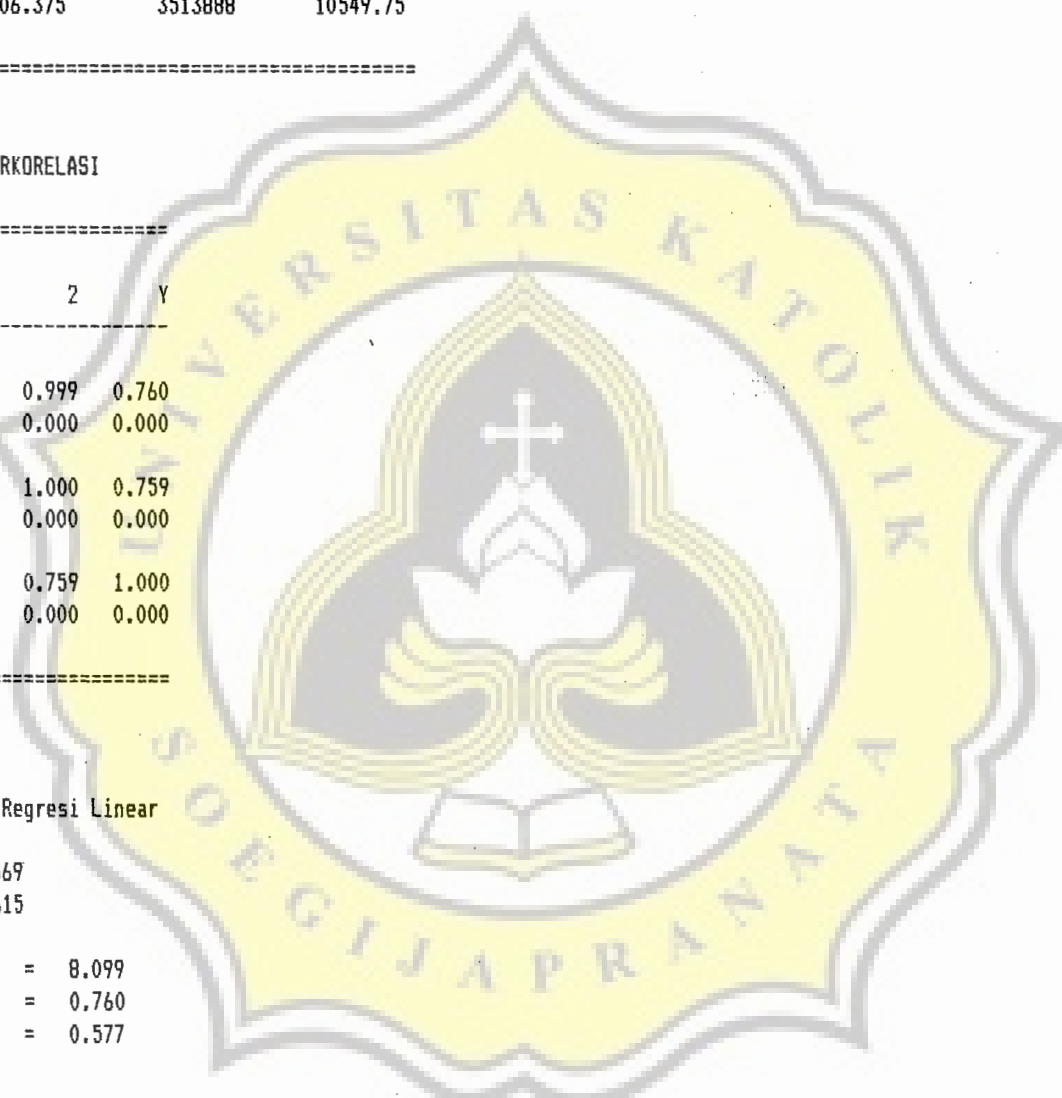 06.375 3513888 10549.75
=====================================
RKORELASI
===============
2 Y
---------------
0.999 0.760
0.000 0.000
1.000 0.759
0.000 0.000
0.759 1.000
0.000 0.000
===============
Regresi Linear
69
15
= 8.099
= 0.760
= 0.577
UNIVERSITAS KATOLIK
SOEGIJAPRANATA